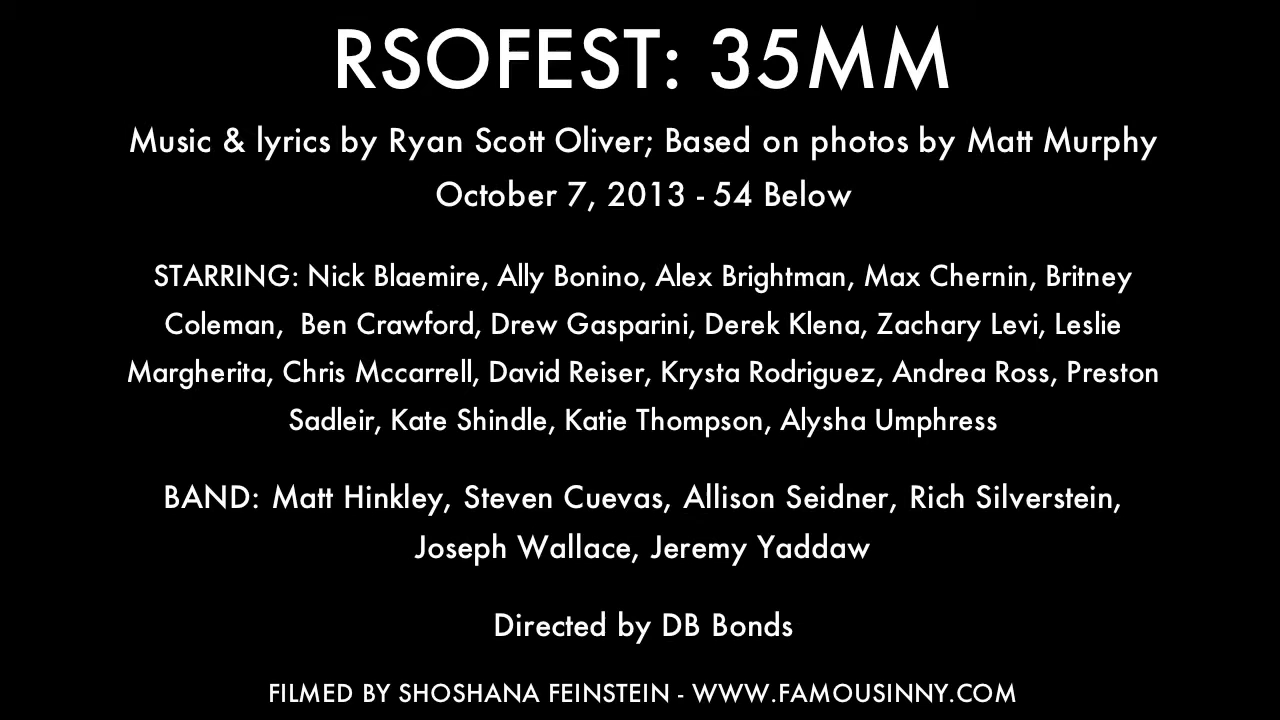 RSOFEST: 35MM
Music & lyrics by Ryan Scott Oliver; Based on photos by Matt Murphy
October 7, 2013 - 54 Below
STARRING: Nick Blaemire, Ally Bonino, Alex Brightman, Max Chernin, Britney
Coleman,  Ben Crawford, Drew Gasparini, Derek Klena, Zachary Levi, Leslie
Margherita, Chris Mccarrell, David Reiser, Krysta Rodriguez, Andrea Ross, Preston
Sadleir, Kate Shindle, Katie Thompson, Alysha Umphress
BAND: Matt Hinkley, Steven Cuevas, Allison Seidner, Rich Silverstein,
Joseph Wallace, Jeremy Yaddaw
Directed by DB Bonds
FILMED BY SHOSHANA FEINSTEIN - WWW.FAMOUSINNY.COM